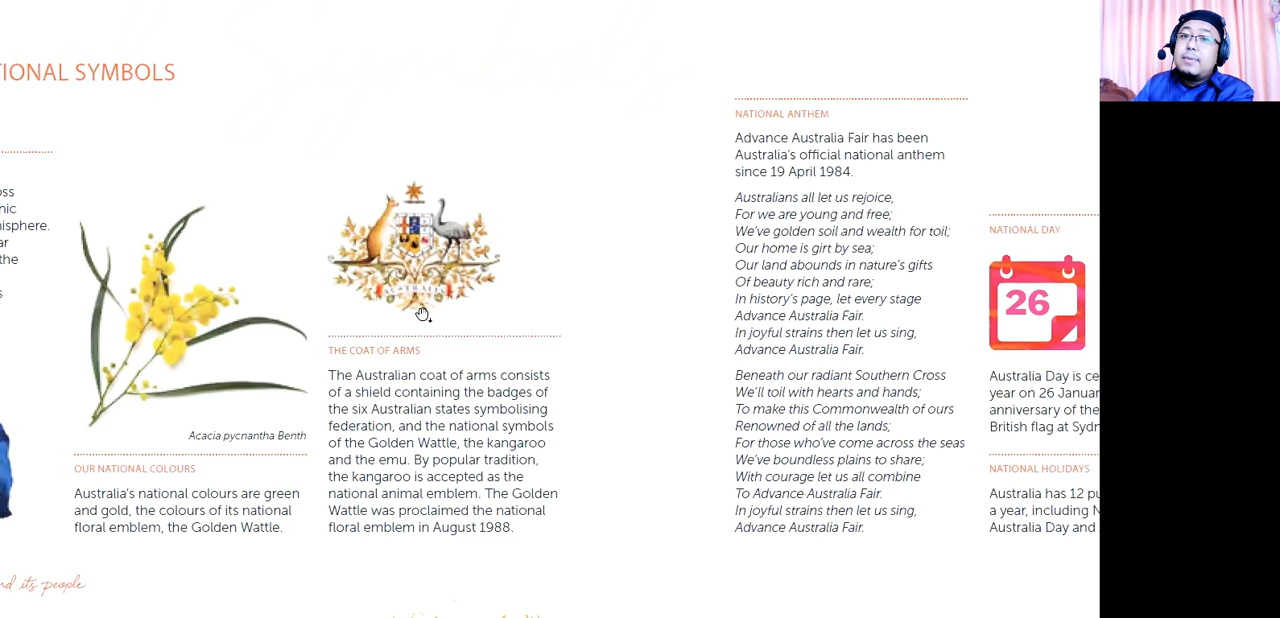 TIONAL SYMBOLS
oss
hic
nisphere.
ar
the
s
Acacia pycnantha Benth
OUR NATIONAL COLOURS
Australia's national colours are green
and gold, the colours of its national
floral emblem, the Golden Wattle.
nd its people
AUSTRALIA
THE COAT OF ARMS
The Australian coat of arms consists
of a shield containing the badges of
the six Australian states symbolising
federation, and the national symbols
of the Golden Wattle, the kangaroo
and the emu. By popular tradition,
the kangaroo is accepted as the
national animal emblem. The Golden
Wattle was proclaimed the national
floral emblem in August 1988.
NATIONAL ANTHEM
Advance Australia Fair has been
Australia's official national anthem
since 19 April 1984.
Australians all let us rejoice,
For we are young and free;
We've golden soil and wealth for toil;
Our home is girt by sea;
Our land abounds in nature's gifts
Of beauty rich and rare;
In history's page, let every stage
Advance Australia Fair.
In joyful strains then let us sing,
Advance Australia Fair.
Beneath our radiant Southern Cross
We'll toil with hearts and hands;
To make this Commonwealth of ours
Renowned of all the lands;
For those who've come across the seas
We've boundless plains to share;
With courage let us all combine
To Advance Australia Fair.
In joyful strains then let us sing,
Advance Australia Fair.
NATIONAL DAY
26
Australia Day is ce
year on 26 Januar
anniversary of the
British flag at Sydn
NATIONAL HOLIDAYS
Australia has 12 pu
a year, including N
Australia Day and